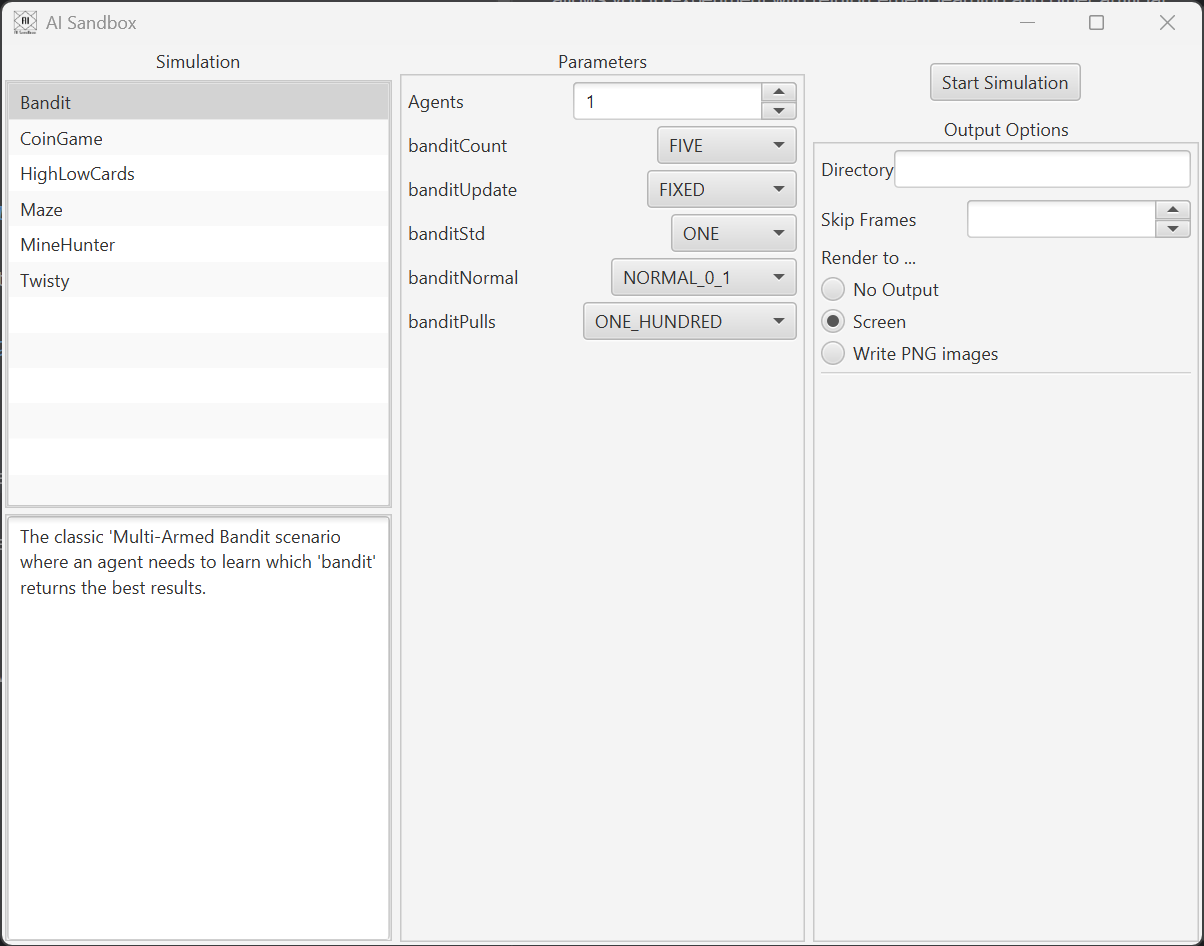 AI Sandbox
Simulation
Bandit
CoinGame
HighLowCards
Maze
MineHunter
Twisty
The classic 'Multi-Armed Bandit scenario
where an agent needs to learn which 'bandit'
returns the best results.
Parameters
Agents 1
banditCount FIVE
banditUpdate FIXED
banditStd ONE
banditNormal NORMAL_0_1
banditPulls ONE_HUNDRED
Start Simulation
Output Options
Directory
Skip Frames
Render to ...
No Output
Screen
Write PNG images